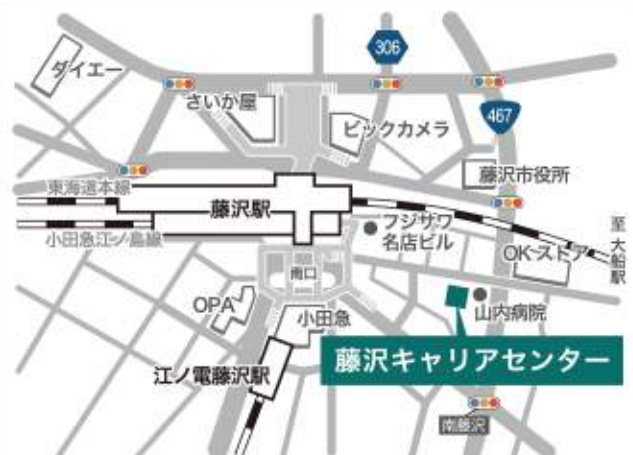 306
ダイエー
さいか屋
ビックカメラ
467
藤沢市役所
東海道本線
藤沢駅
フジサワ
名店ビル
至 大船駅
小田急江ノ島線
OKストア
南口
OPA
小田急
山内病院
藤沢キャリアセンター
江ノ電藤沢駅
南藤沢